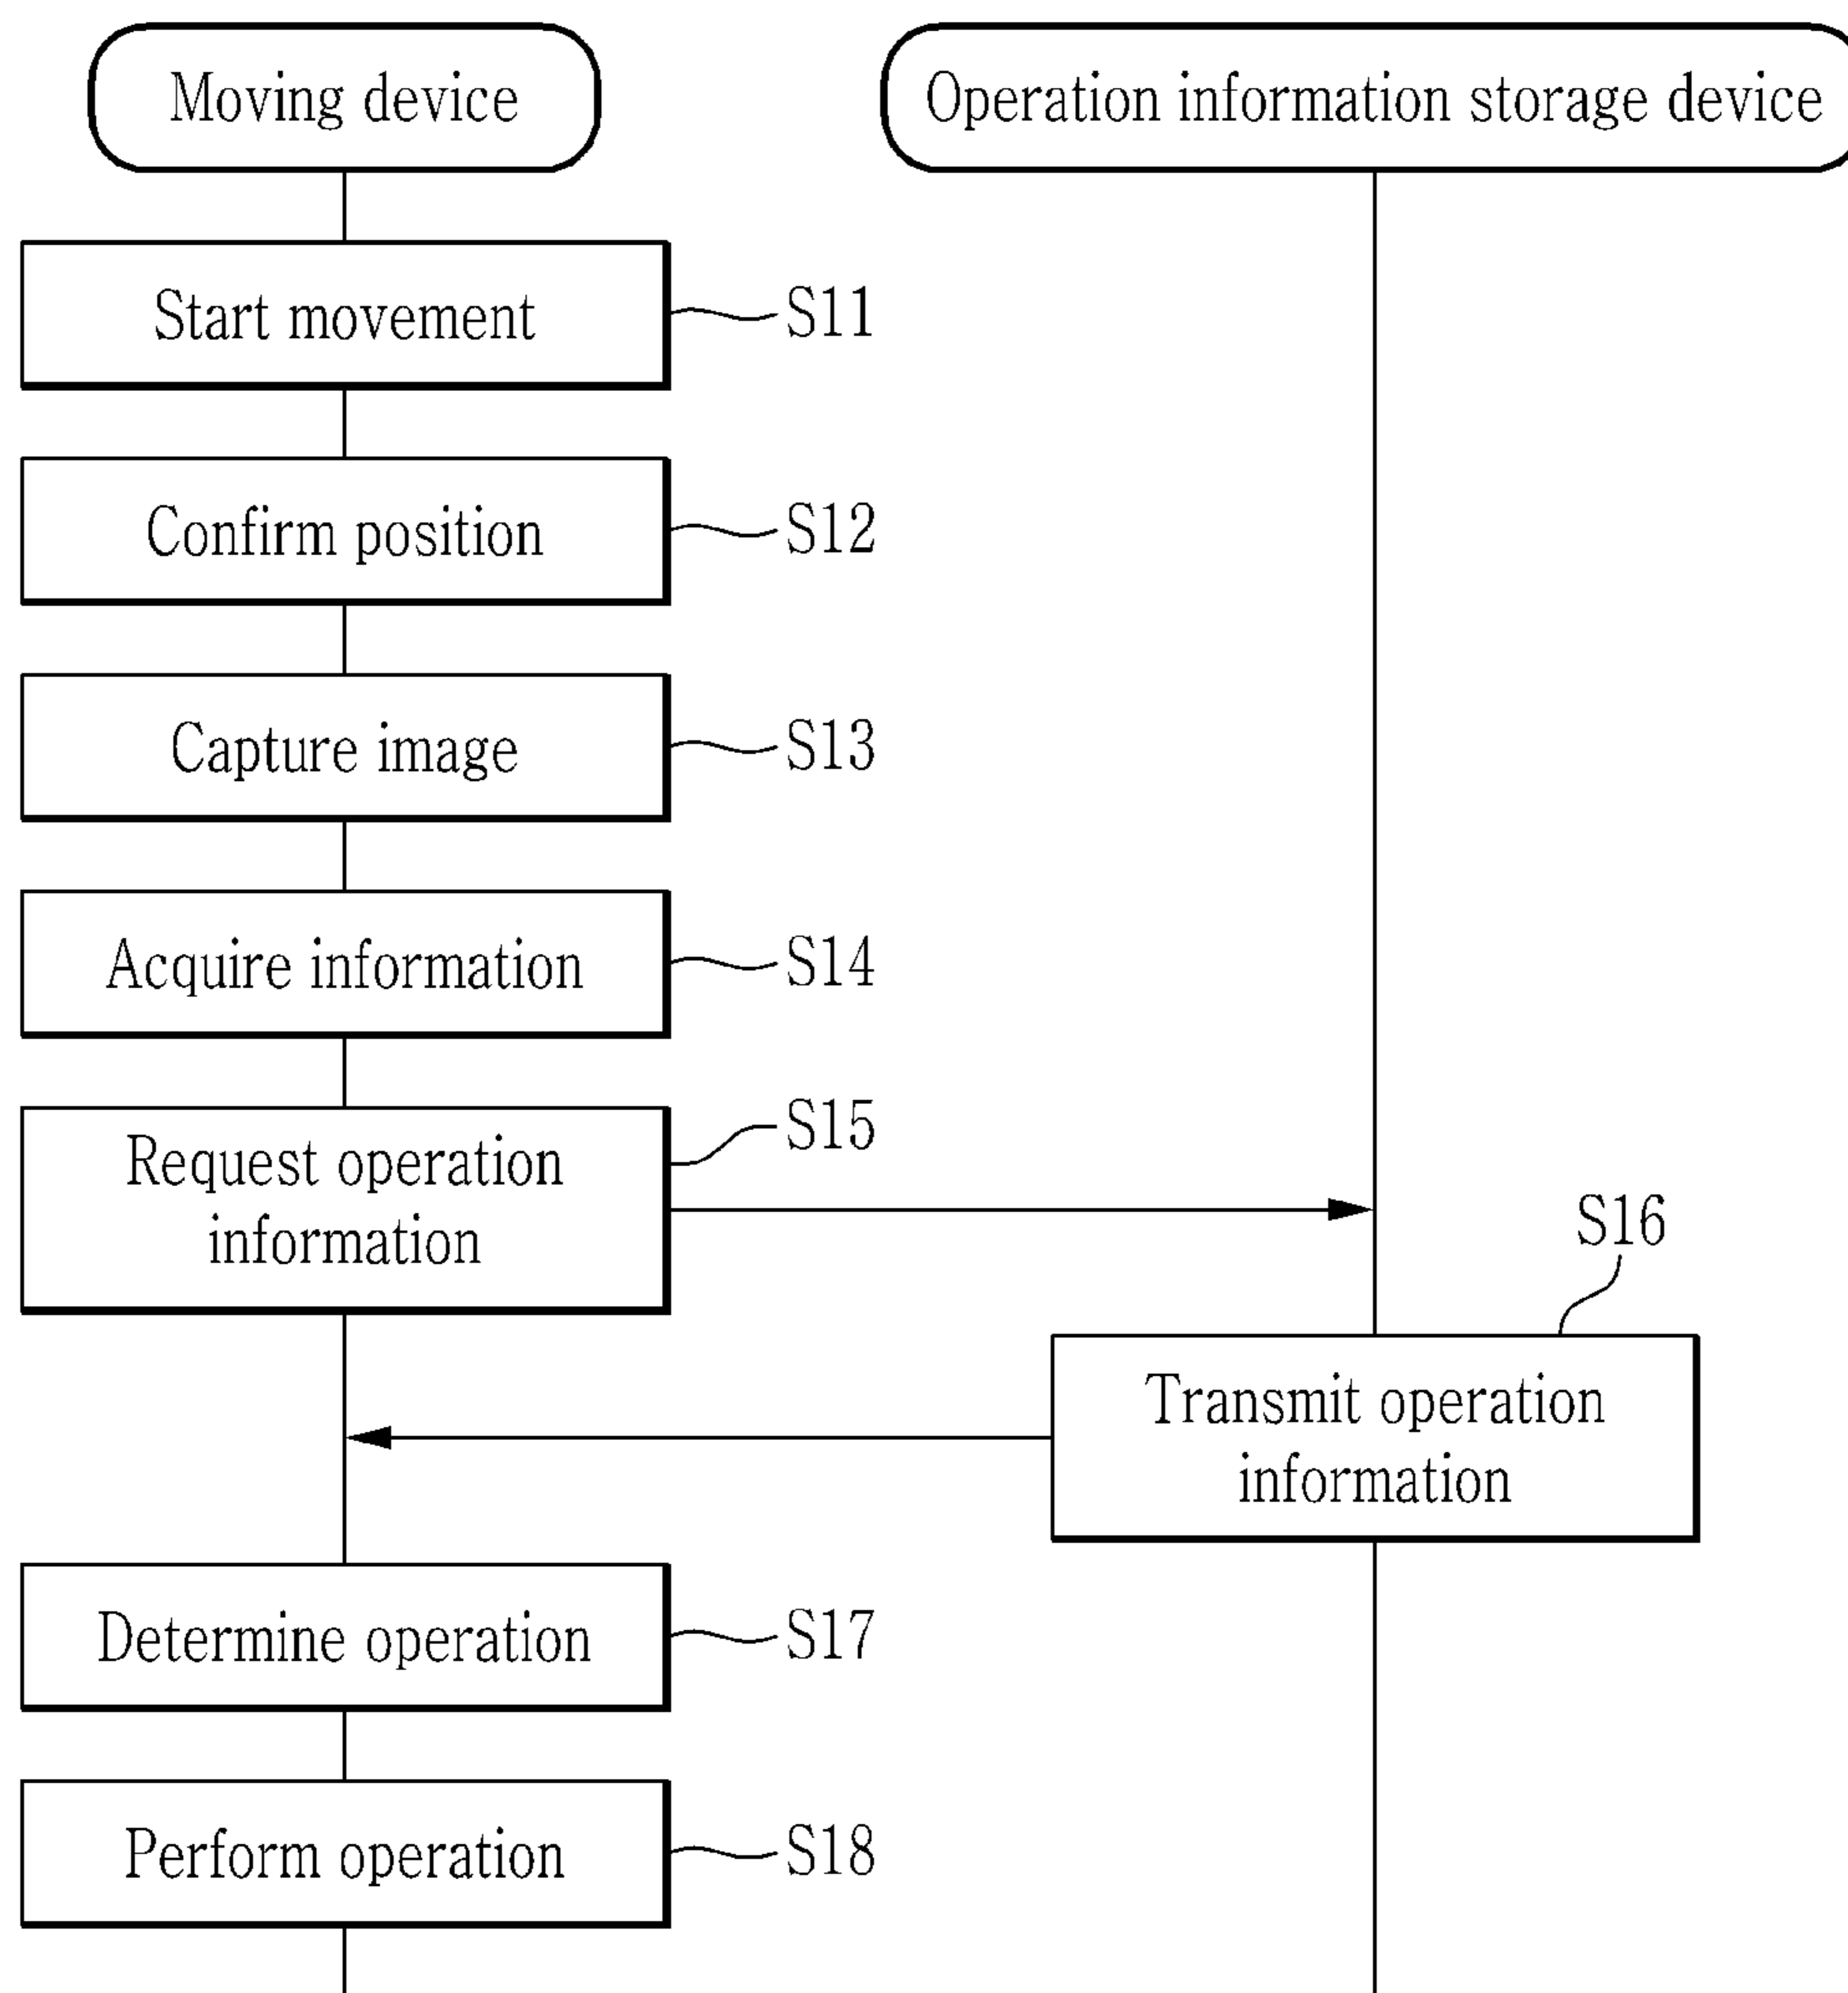 Moving device
Operation information storage device
Start movement
S11
Confirm position
S12
Capture image
S13
Acquire information
S14
Request operation
information
S15
S16
Transmit operation
information
Determine operation
S17
Perform operation
S18